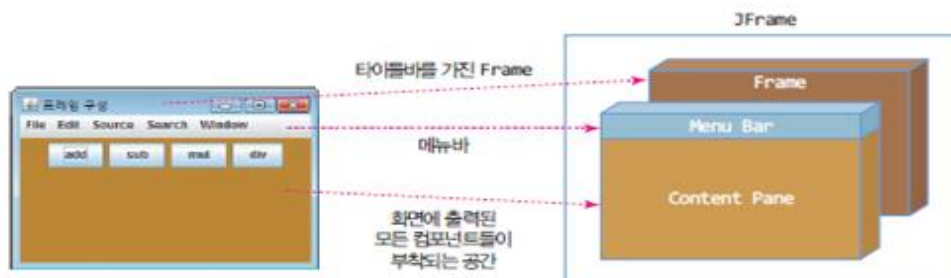 JFrame
타이틀바를 가진 Frame
Frame
프레임 구성
File Edit Source Search Window
Menu Bar
메뉴바
add sub mul div
Content Pane
화면에 출력된
모든 컴포넌트들이
부착되는 공간